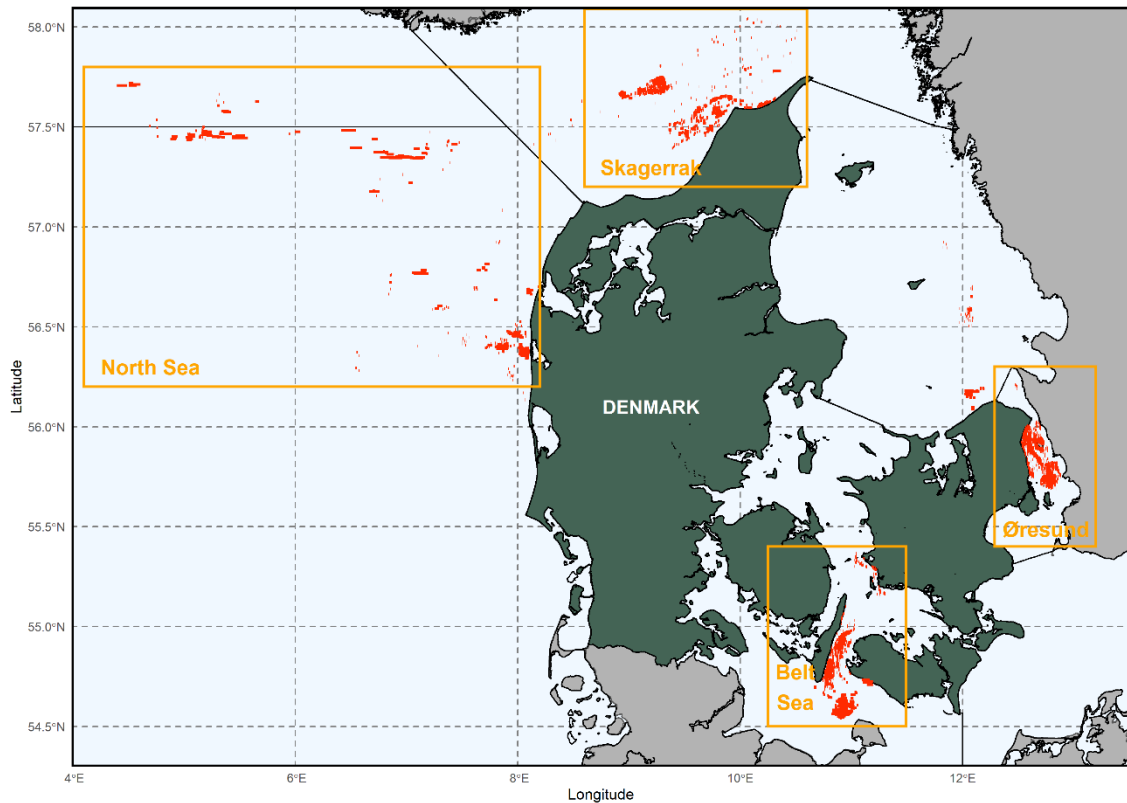 58.0°N
57.5°N
57.0°N
56.5°N
56.0°N
55.5°N
55.0°N
54.5°N
Latitude
Skagerrak
North Sea
DENMARK
Øresund
Belt
Sea
4°E
6°E
8°E
10°E
12°E
Longitude